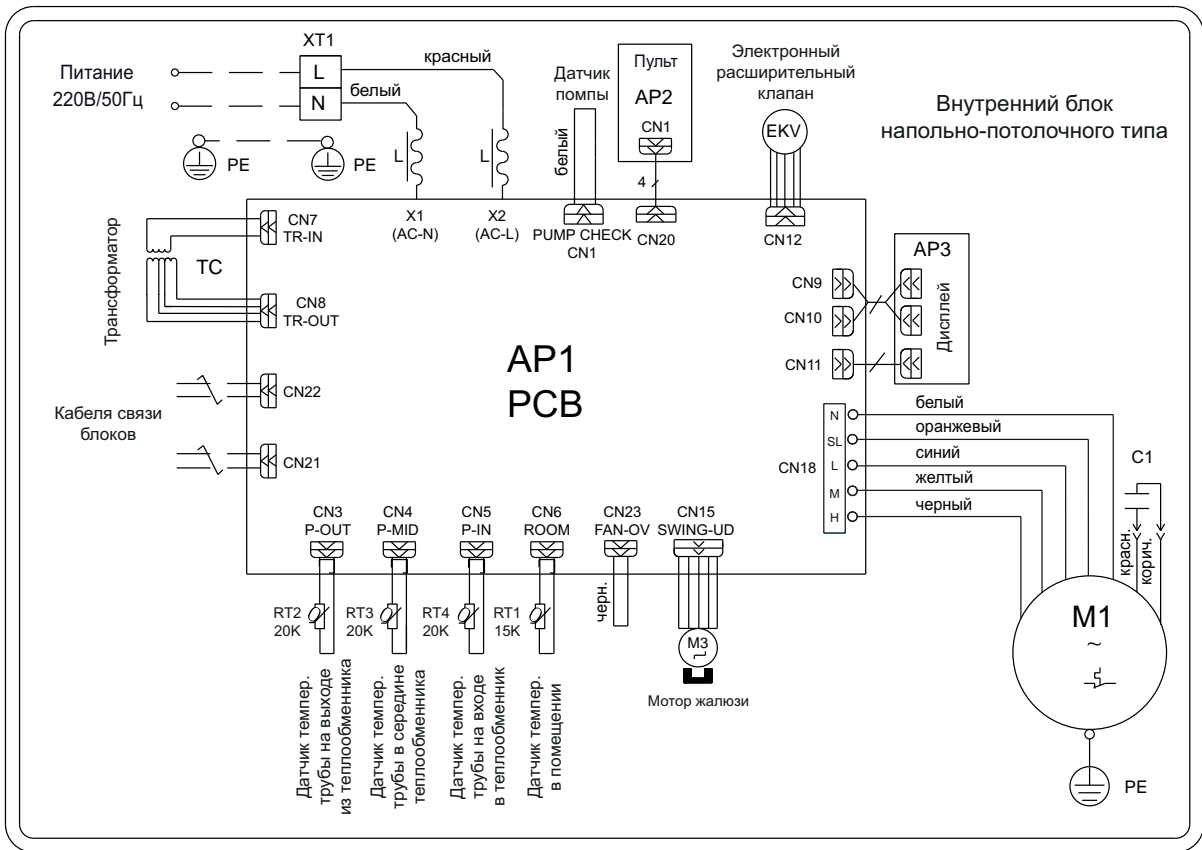 XT1
Питание
220В/50Гц
L
N
красный
белый
PE
PE
L
L
Датчик
помпы
белый
Пульт
AP2
CN1
4
Электронный
расширительный
клапан
EKV
Внутренний блок
напольно-потолочного типа
Трансформатор
TC
CN7
TR-IN
CN8
TR-OUT
X1
(AC-N)
X2
(AC-L)
PUMP CHECK
CN1
CN20
CN12
AP3
Дисплей
CN9
CN10
CN11
AP1
PCB
Кабеля связи
блоков
CN22
CN21
CN18
N
SL
L
M
H
белый
оранжевый
синий
желтый
черный
C1
красн.
корич.
M1
~
PE
CN3
P-OUT
CN4
P-MID
CN5
P-IN
CN6
ROOM
CN23
FAN-OV
CN15
SWING-UD
RT2
20K
RT3
20K
RT4
20K
RT1
15K
черн.
M3
Мотор жалюзи
Датчик темпер.
трубы на выходе
из теплообменника
Датчик темпер.
трубы в середине
теплообменника
Датчик темпер.
трубы на входе
в теплообменник
Датчик темпер.
в помещении